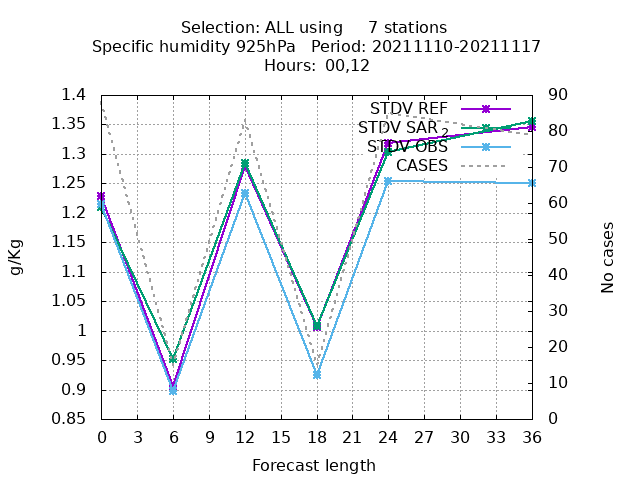 Selection: ALL using 7 stations
Specific humidity 925hPa Period: 20211110-20211117
Hours: 00,12
1.4
1.35
1.3
1.25
1.2
1.15
1.1
1.05
1
0.95
0.9
0.85
g/Kg
STDV REF
STDV SAR 2
STDV OBS
CASES
90
80
70
60
50
40
30
20
10
0
No cases
0 3 6 9 12 15 18 21 24 27 30 33 36
Forecast length